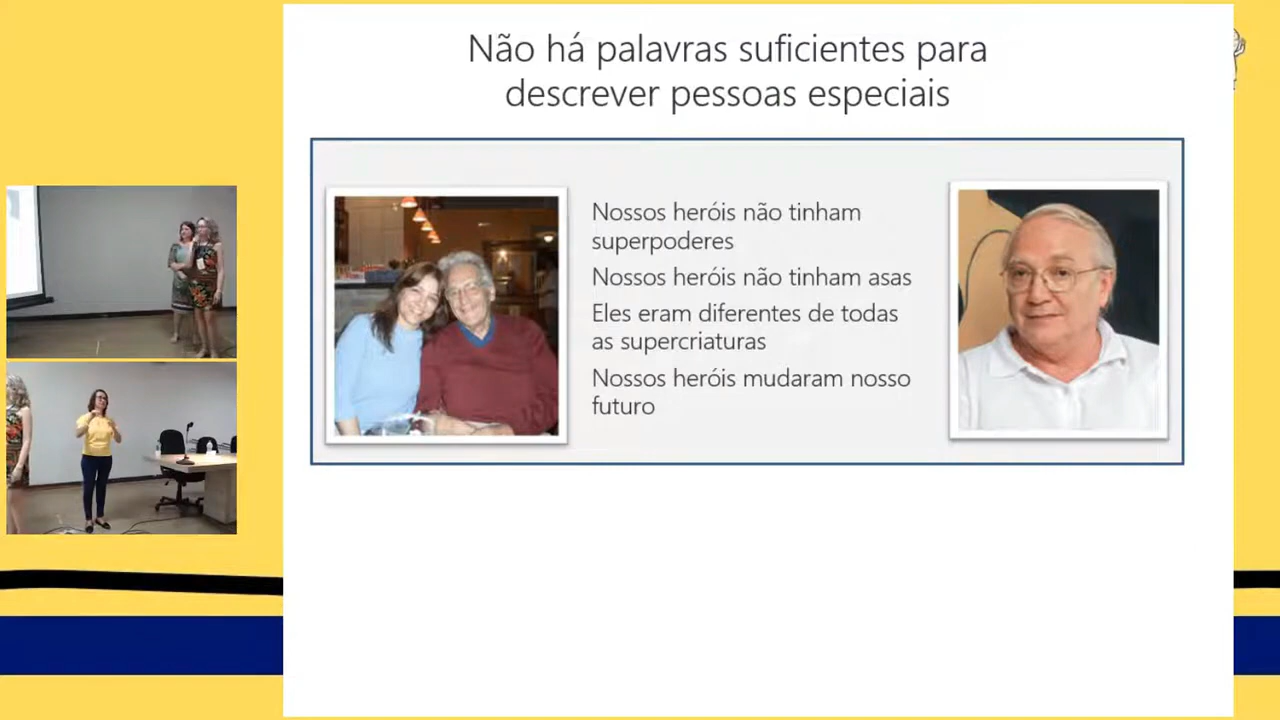 Não há palavras suficientes para
descrever pessoas especiais
Nossos heróis não tinham
superpoderes
Nossos heróis não tinham asas
Eles eram diferentes de todas
as supercriaturas
Nossos heróis mudaram nosso
futuro